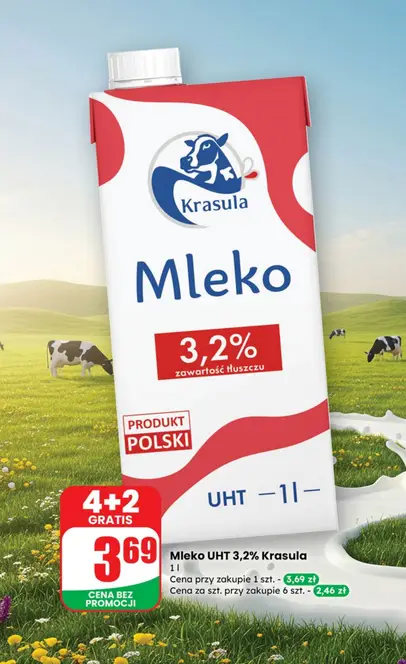 Krasula
Mleko
3,2%
zawartość tłuszczu
PRODUKT
POLSKI
UHT –1l–
4+2
GRATIS
3 69
CENA BEZ
PROMOCJI
Mleko UHT 3,2% Krasula
1 l
Cena przy zakupie 1 szt. - 3,69 zł
Cena za szt. przy zakupie 6 szt. - 2,46 zł